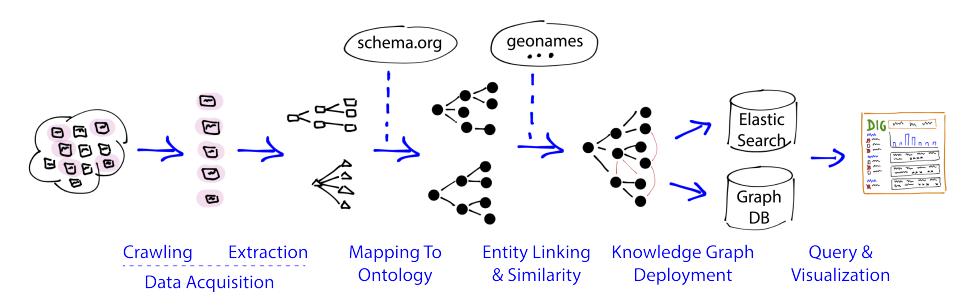 schema.org
geonames
...
Elastic
Search
Graph
DB
DIG
Crawling
Extraction
Data Acquisition
Mapping To
Ontology
Entity Linking
& Similarity
Knowledge Graph
Deployment
Query &
Visualization